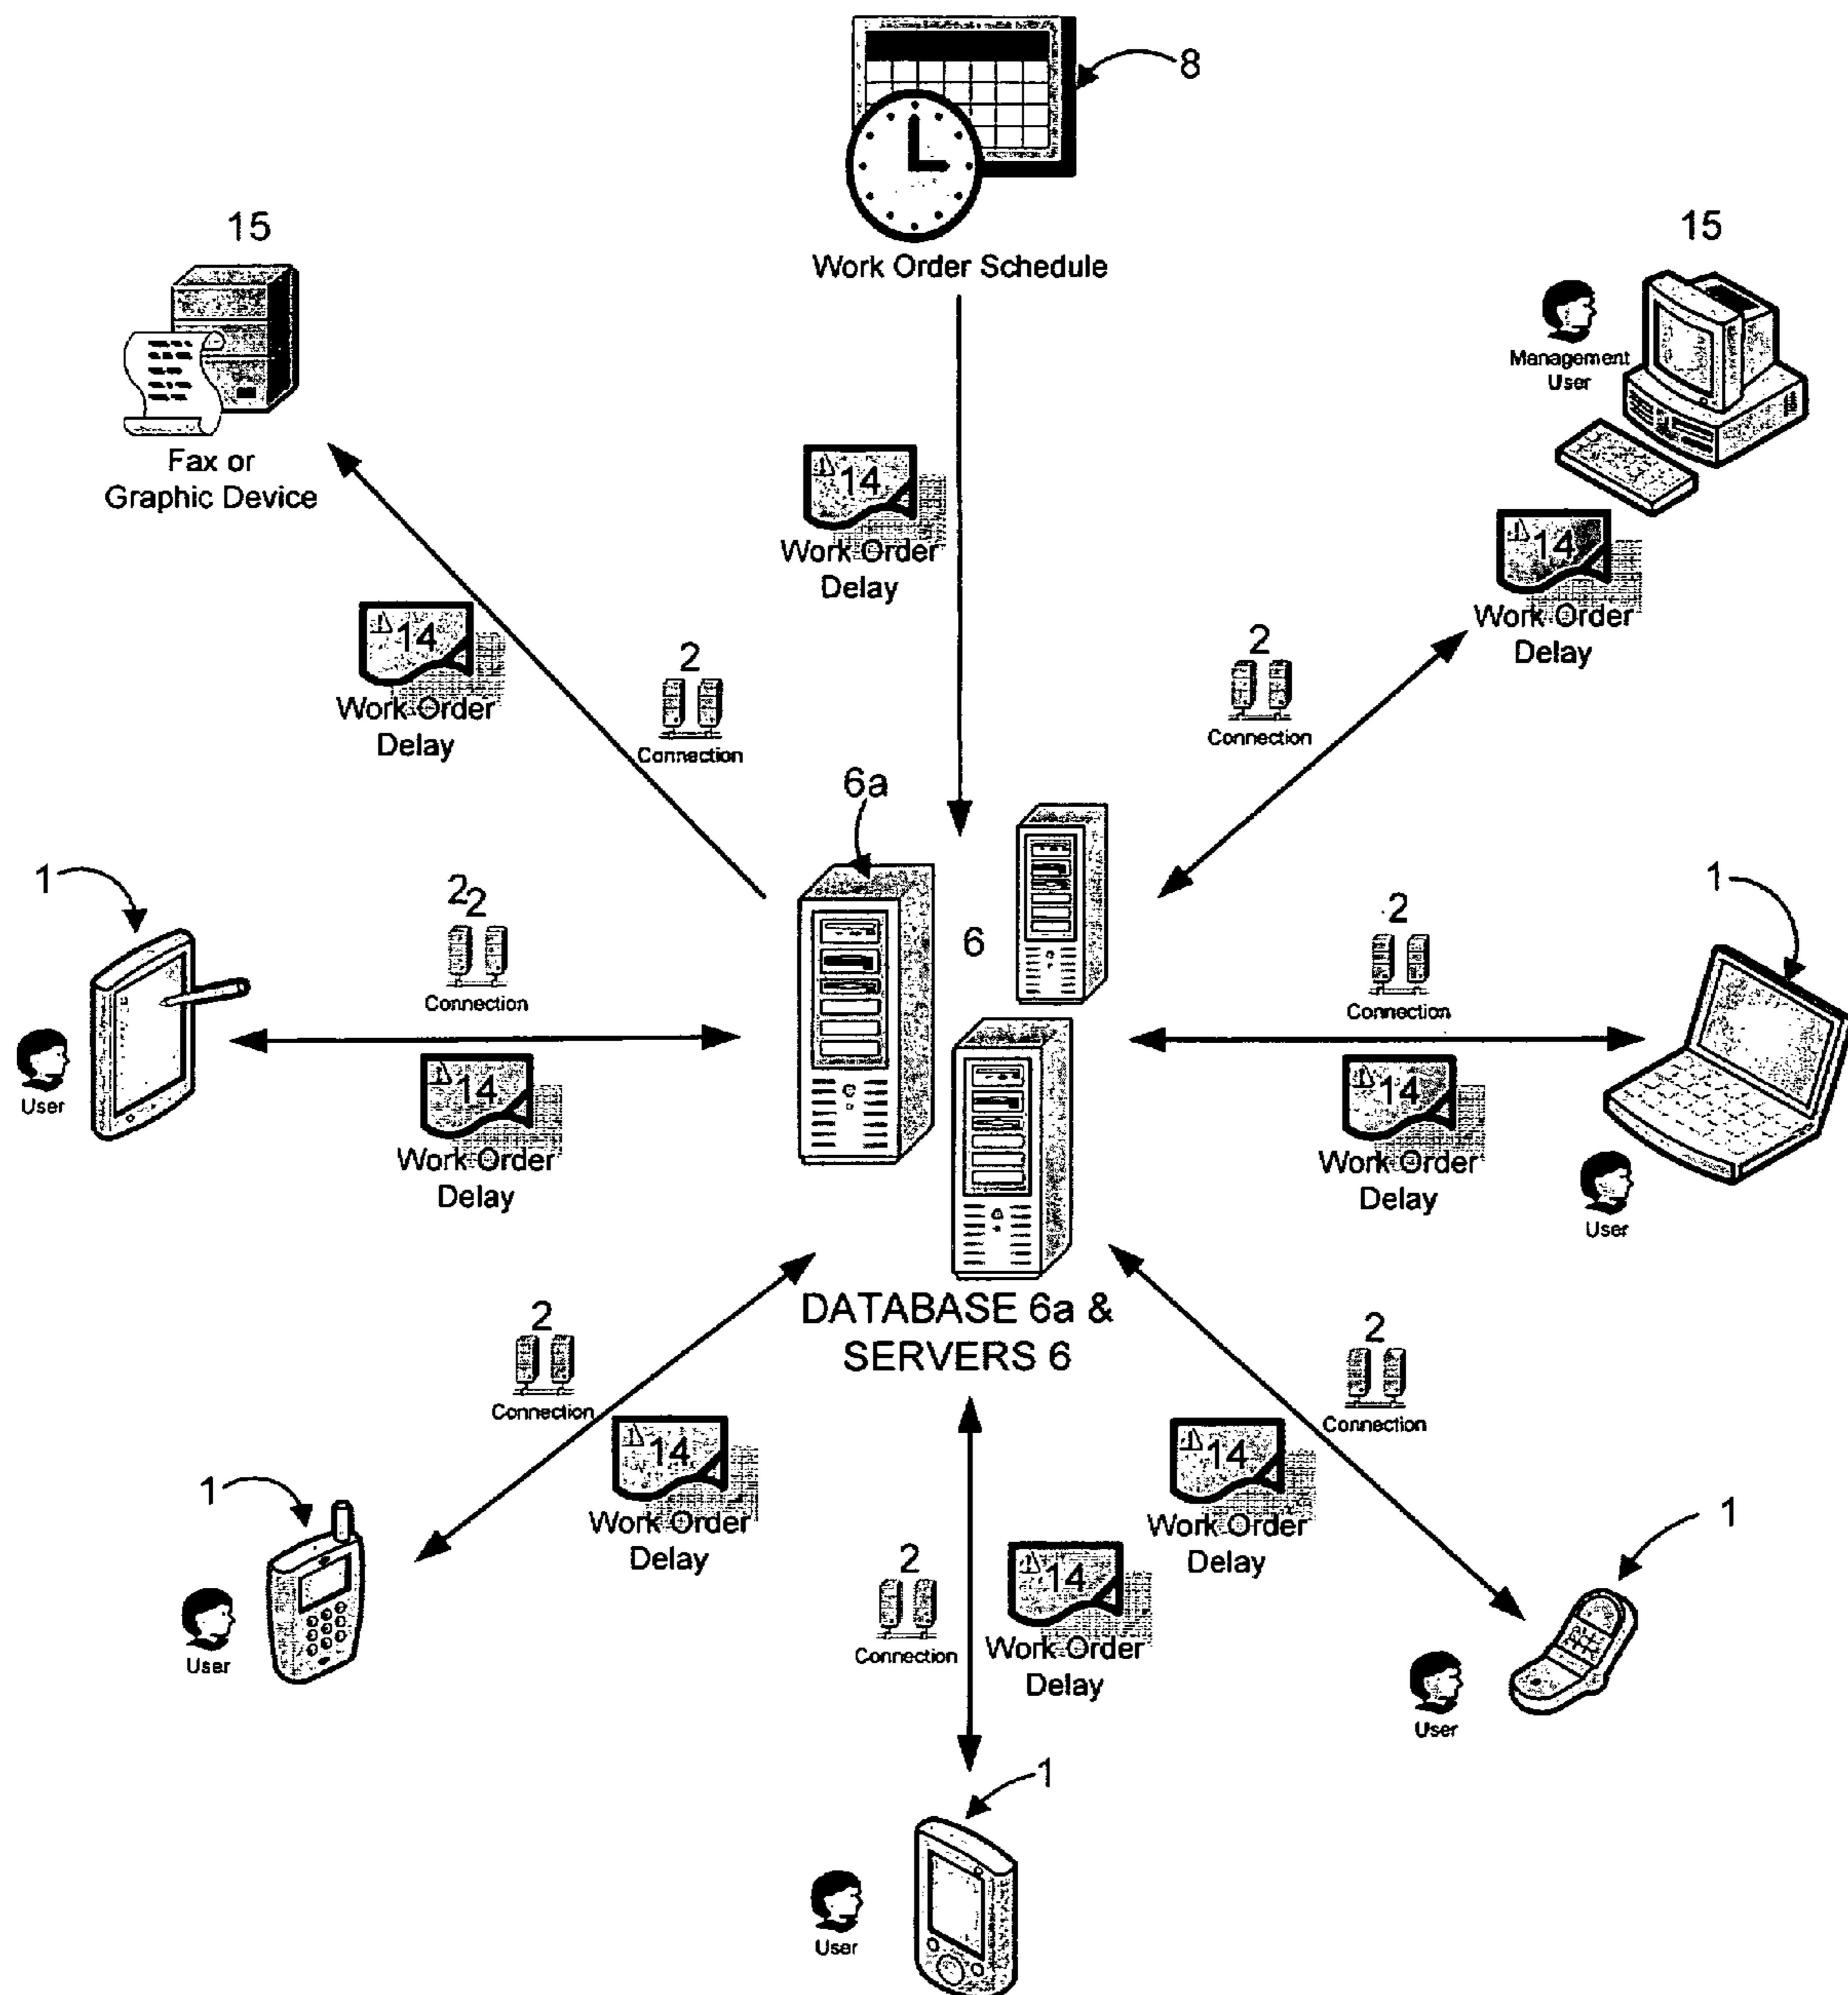 8
Work Order Schedule
15
Fax or
Graphic Device
15
Management
User
14
Work Order
Delay
14
Work Order
Delay
14
Work Order
Delay
2
Connection
2
Connection
6a
6
1
User
2
2
Connection
14
Work Order
Delay
2
Connection
14
Work Order
Delay
1
User
DATABASE 6a &
SERVERS 6
2
Connection
14
Work Order
Delay
1
User
2
Connection
14
Work Order
Delay
1
User
2
Connection
14
Work Order
Delay
1
User